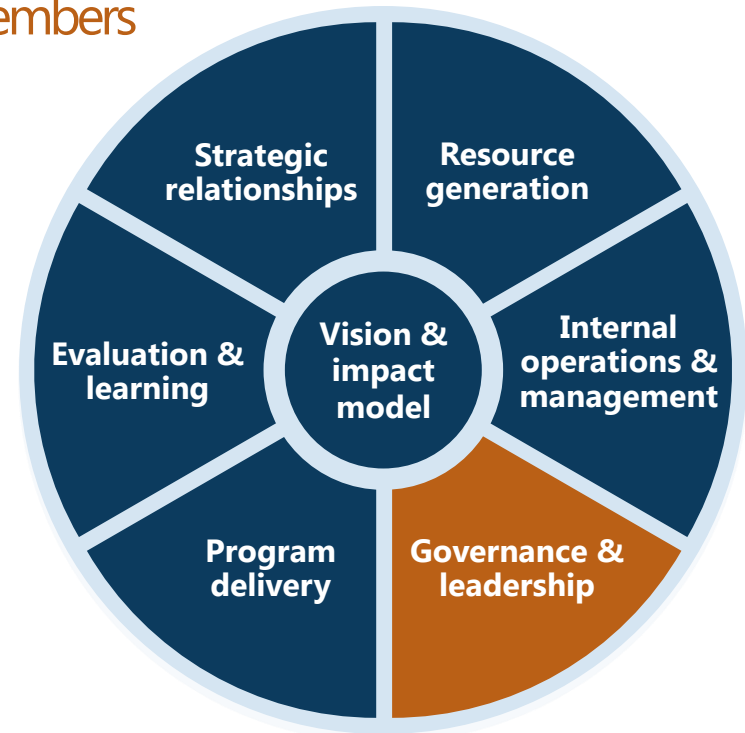 embers
Strategic
relationships
Resource
generation
Evaluation &
learning
Vision &
impact
model
Internal
operations &
management
Program
delivery
Governance &
leadership